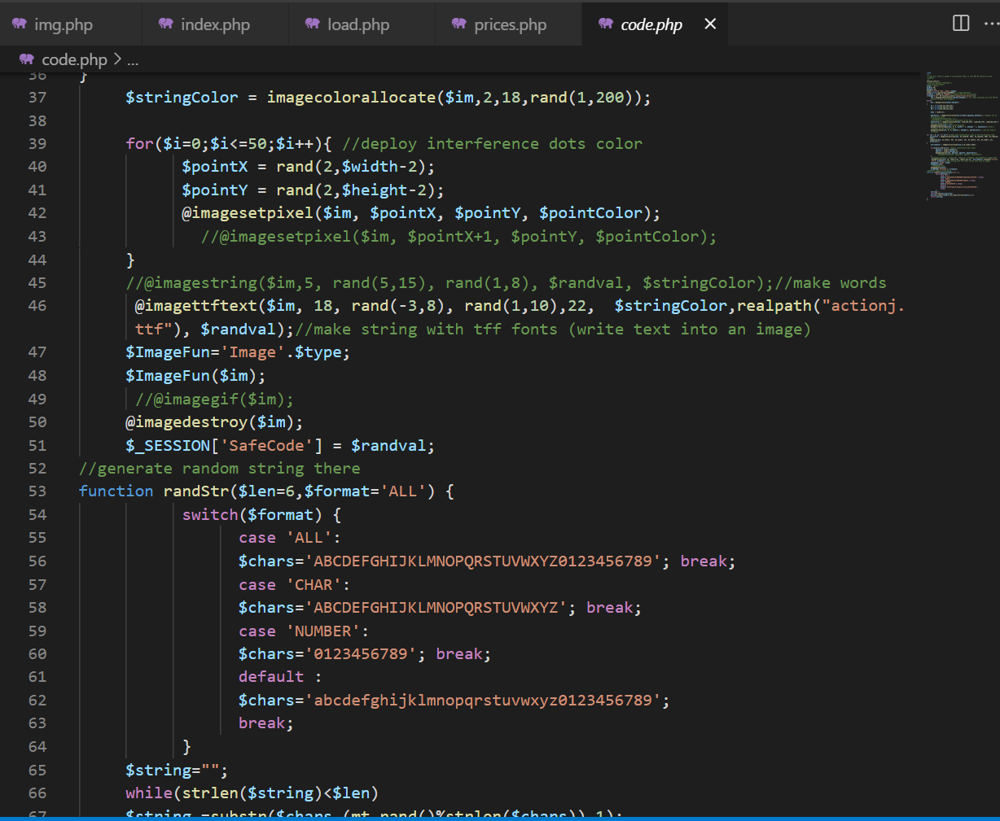 img.php index.php load.php prices.php code.php
code.php > ...
36 }
37 $stringColor = imagecolorallocate($im,2,18,rand(1,200));
38
39 for($i=0;$i<=50;$i++){ //deploy interference dots color
40 $pointX = rand(2,$width-2);
41 $pointY = rand(2,$height-2);
42 @imagesetpixel($im, $pointX, $pointY, $pointColor);
43 //@imagesetpixel($im, $pointX+1, $pointY, $pointColor);
44 }
45 //@imagestring($im,5, rand(5,15), rand(1,8), $randval, $stringColor);//make words
46 @imagettftext($im, 18, rand(-3,8), rand(1,10),22,  $stringColor,realpath("actionj.
ttf"), $randval);//make string with tff fonts (write text into an image)
47 $ImageFun='Image'.$type;
48 $ImageFun($im);
49 //@imagegif($im);
50 @imagedestroy($im);
51 $_SESSION['SafeCode'] = $randval;
52 //generate random string there
53 function randStr($len=6,$format='ALL') {
54 switch($format) {
55 case 'ALL':
56 $chars='ABCDEFGHIJKLMNOPQRSTUVWXYZ0123456789'; break;
57 case 'CHAR':
58 $chars='ABCDEFGHIJKLMNOPQRSTUVWXYZ'; break;
59 case 'NUMBER':
60 $chars='0123456789'; break;
61 default :
62 $chars='abcdefghijklmnopqrstuvwxyz0123456789';
63 break;
64 }
65 $string="";
66 while(strlen($string)<$len)
67 $string.=substr($chars,(mt_rand()%strlen($chars)),1);